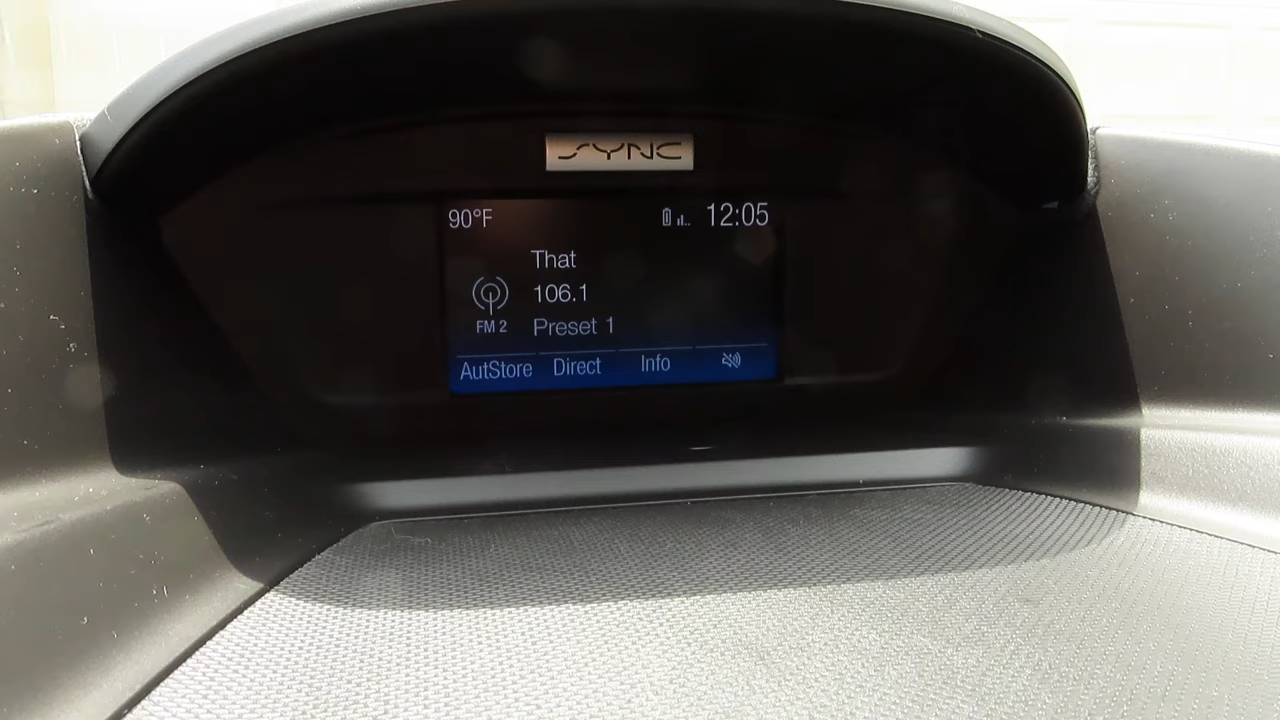 SYNC
90°F 12:05
That
106.1
FM 2 Preset 1
AutStore Direct Info